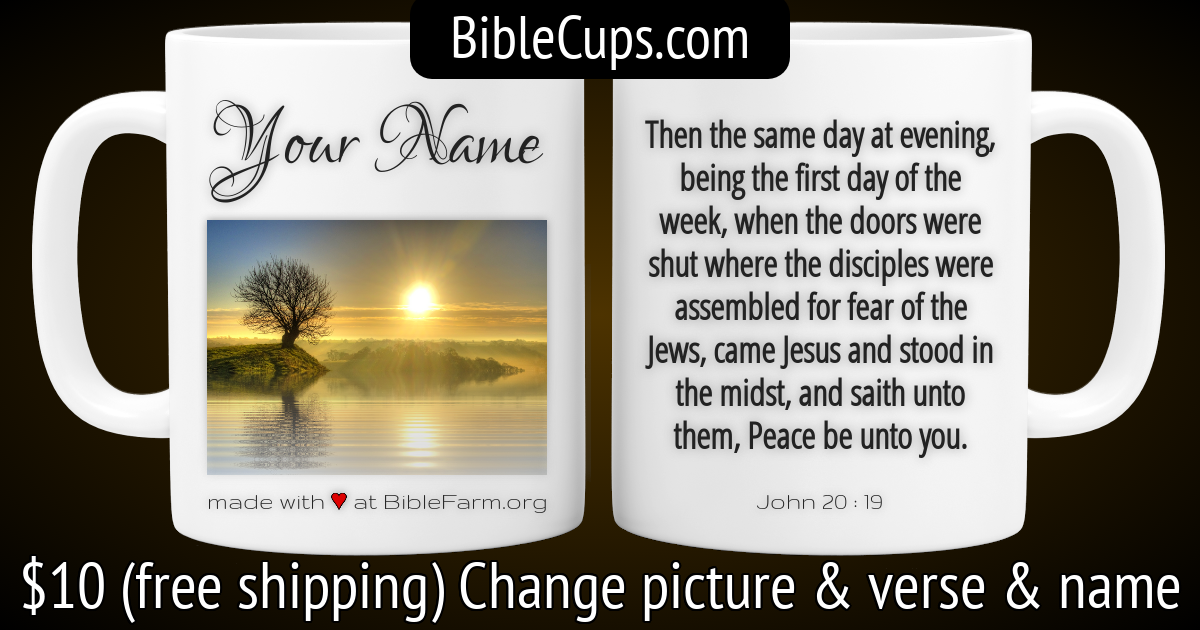 BibleCups.com
Your Name
made with ♥ at BibleFarm.org
Then the same day at evening,
being the first day of the
week, when the doors were
shut where the disciples were
assembled for fear of the
Jews, came Jesus and stood in
the midst, and saith unto
them, Peace be unto you.
John 20 : 19
$10 (free shipping) Change picture & verse & name